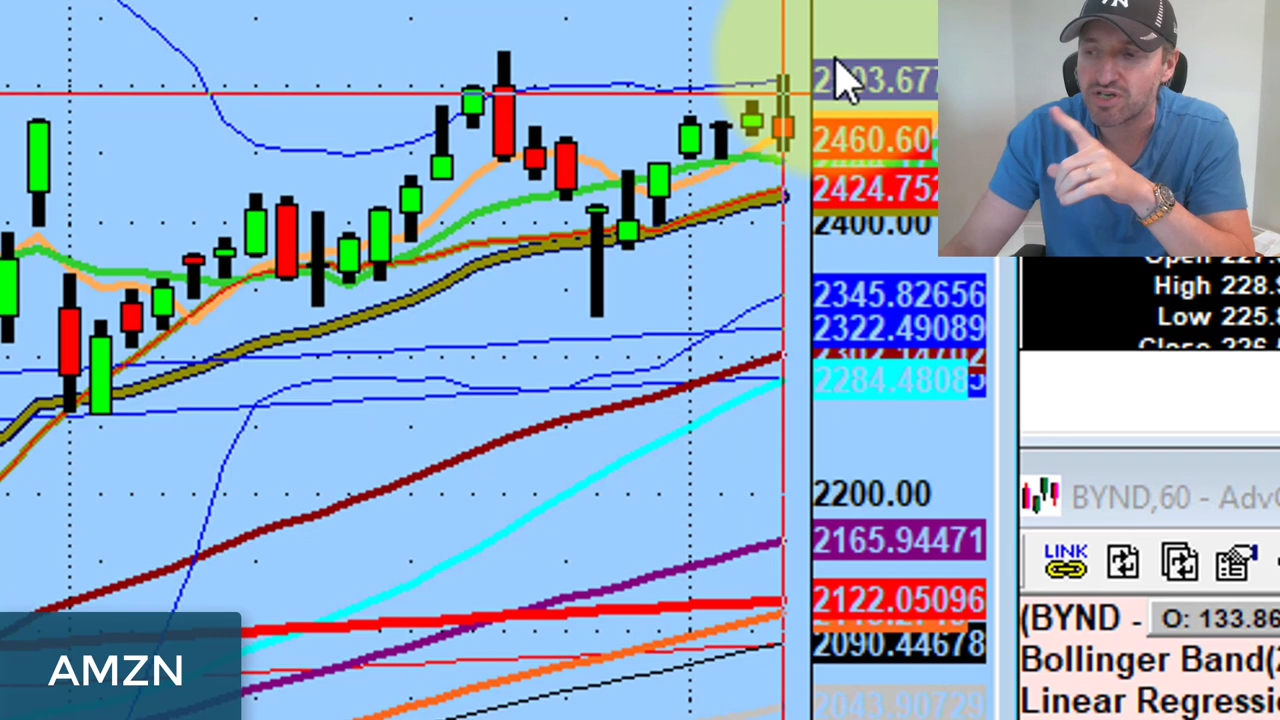 2460.60
2424.752
2400.00
2345.82656
2322.49089
2284.4808
2200.00
2165.94471
2122.05096
2090.44678
2043.90729
High 228.9
Low 225.8
BYND,60 - Adv
LINK
(BYND - O: 133.86
Bollinger Band(
Linear Regressi
AMZN